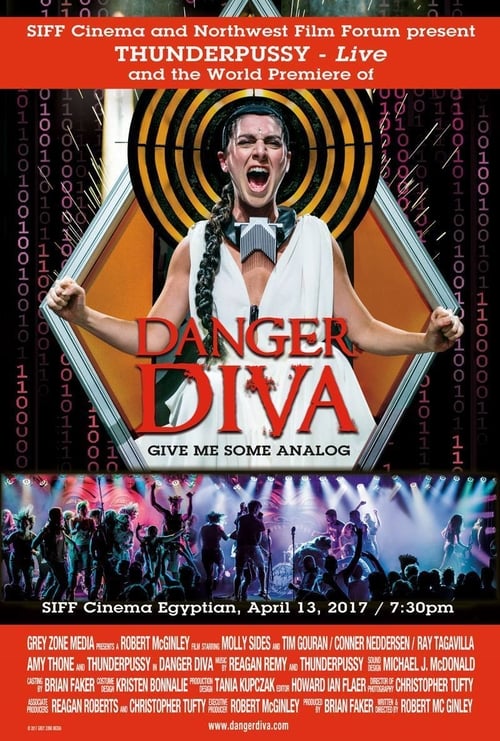 SIFF Cinema and Northwest Film Forum present
THUNDERPUSSY - Live
and the World Premiere of
DANGER
DIVA
GIVE ME SOME ANALOG
SIFF Cinema Egyptian, April 13, 2017 / 7:30pm
GREY ZONE MEDIA PRESENTS A ROBERT McGINLEY FILM STARRING MOLLY SIDES AND TIM GOURAN / CONNER NEDDERSEN / RAY TAGAVILLA
AMY THONE AND THUNDERPUSSY IN DANGER DIVA MUSIC BY REAGAN REMY AND THUNDERPUSSY SOUND DESIGN MICHAEL J. McDONALD
CASTING BY BRIAN FAKER COSTUME DESIGN KRISTEN BONNALIE PRODUCTION DESIGN TANIA KUPCZAK EDITOR HOWARD IAN FLAER DIRECTOR OF PHOTOGRAPHY CHRISTOPHER TUFTY
ASSOCIATE PRODUCERS REAGAN ROBERTS AND CHRISTOPHER TUFTY EXECUTIVE PRODUCER ROBERT McGINLEY PRODUCED BY BRIAN FAKER WRITTEN & DIRECTED BY ROBERT MC GINLEY
© 2017 GREY ZONE MEDIA
www.dangerdiva.com